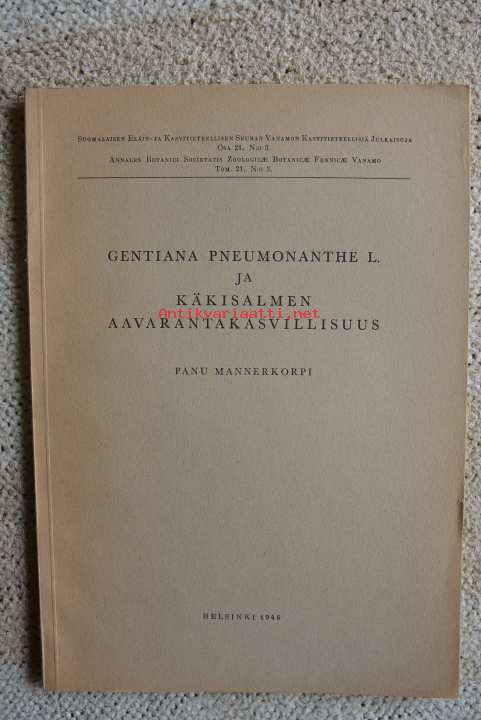 Suomalaisen Eläin- ja Kasvitieteellisen Seuran Vanamon Kasvitieteellisiä Julkaisuja
Osa 21. N:o 3.
Annales Botanici Societatis Zoologicæ Botanicæ Fennicæ Vanamo
Tom. 21. N:o 3.
GENTIANA PNEUMONANTHE L.
JA
KÄKISALMEN
Antikvariaatti.net
AAVARANTAKASVILLISUUS
PANU MANNERKORPI
HELSINKI 1946